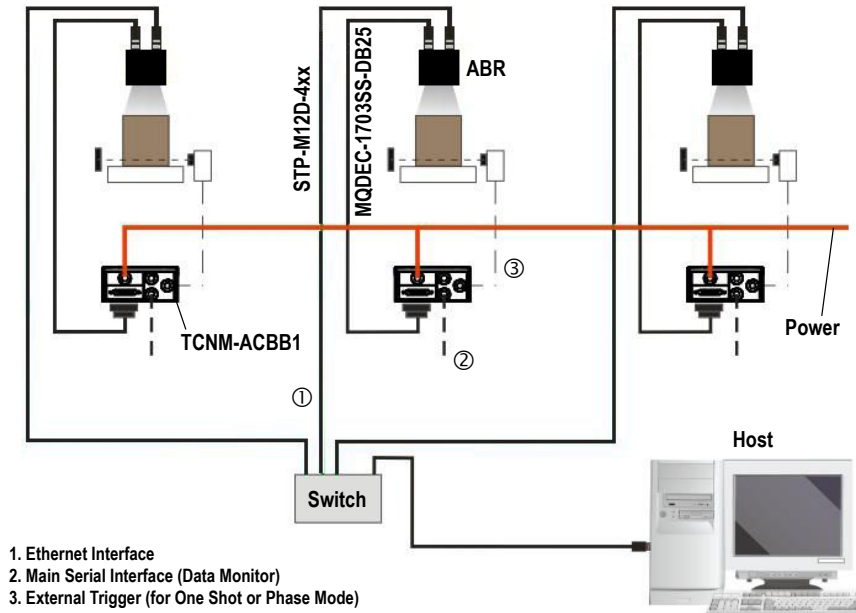 STP-M12D-4xx
MQDEC-1703SS-DB25
ABR
③
TCNM-ACBB1
Power
②
①
Host
Switch
1. Ethernet Interface
2. Main Serial Interface (Data Monitor)
3. External Trigger (for One Shot or Phase Mode)